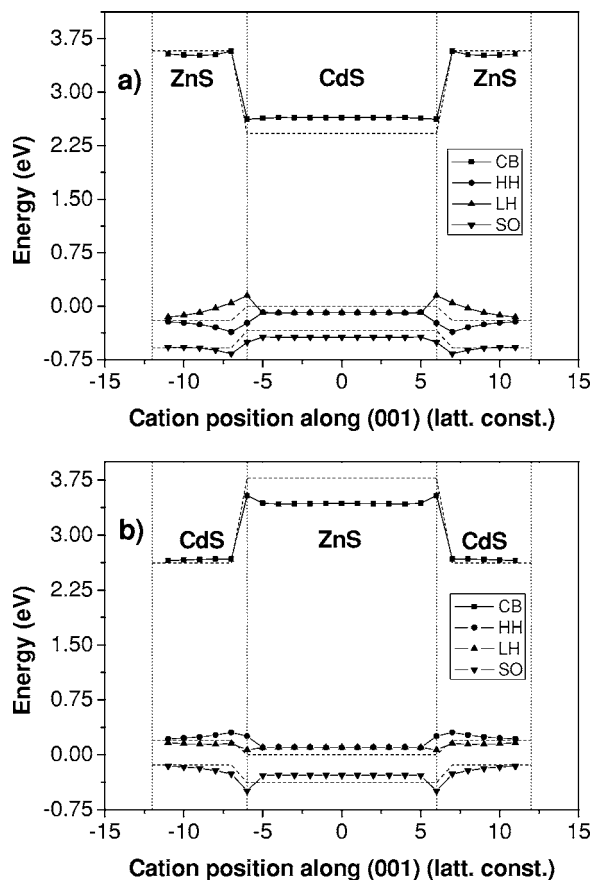 a)
3.75
3.00
2.25
1.50
0.75
0.00
-0.75
Energy (eV)
ZnS
CdS
ZnS
CB
HH
LH
SO
-15
-10
-5
0
5
10
15
Cation position along (001) (latt. const.)
b)
3.75
3.00
2.25
1.50
0.75
0.00
-0.75
Energy (eV)
CdS
ZnS
CdS
CB
HH
LH
SO
-15
-10
-5
0
5
10
15
Cation position along (001) (latt. const.)